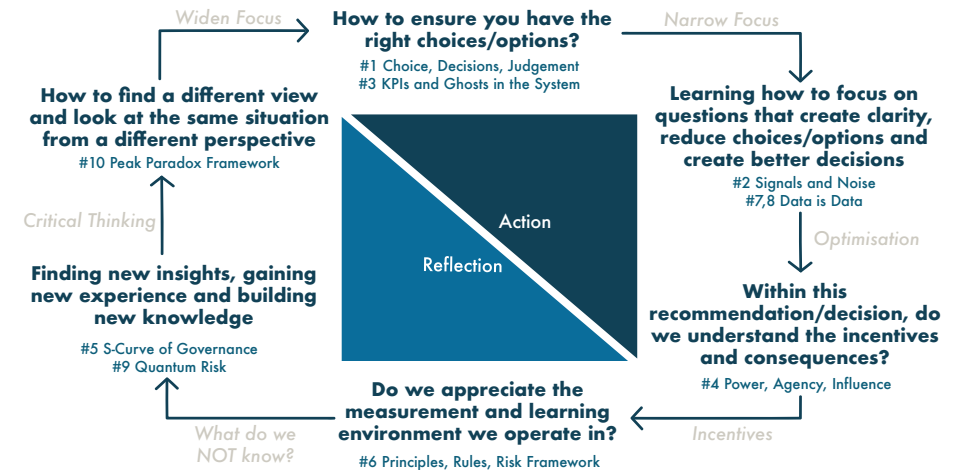 Widen Focus
How to ensure you have the
right choices/options?
#1 Choice, Decisions, Judgement
#3 KPIs and Ghosts in the System
Narrow Focus
Learning how to focus on
questions that create clarity,
reduce choices/options and
create better decisions
#2 Signals and Noise
#7,8 Data is Data
Optimisation
Within this
recommendation/decision, do
we understand the incentives
and consequences?
#4 Power, Agency, Influence
Incentives
Do we appreciate the
measurement and learning
environment we operate in?
#6 Principles, Rules, Risk Framework
What do we
NOT know?
Finding new insights, gaining
new experience and building
new knowledge
#5 S-Curve of Governance
#9 Quantum Risk
Critical Thinking
How to find a different view
and look at the same situation
from a different perspective
#10 Peak Paradox Framework
Action
Reflection